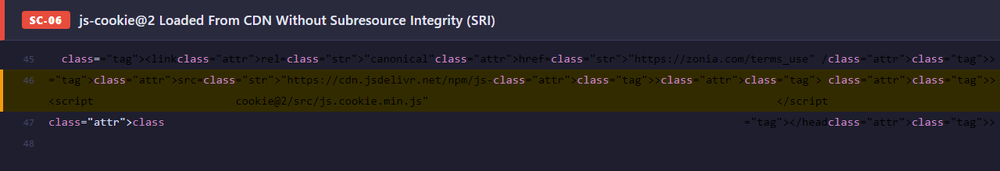 SC-06 js-cookie@2 Loaded From CDN Without Subresource Integrity (SRI)
45 class="tag"><linkclass="attr">rel=class="str">"canonical"class="attr">href=class="str">"https://zonia.com/terms_use" /class="attr">class="tag">>
46 ="tag">class="attr">src=class="str">"https://cdn.jsdelivr.net/npm/js-class="attr">class="tag">>class="attr">class="tag"> class="attr">class="tag">>
<script cookie@2/src/js.cookie.min.js" </script
47 class="attr">class ="tag"></headclass="attr">class="tag">>
48